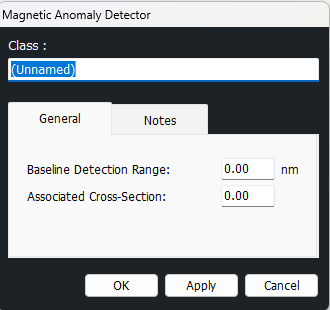 Magnetic Anomaly Detector
Class :
(Unnamed)
General Notes
Baseline Detection Range: 0.00 nm
Associated Cross-Section: 0.00
OK Apply Cancel